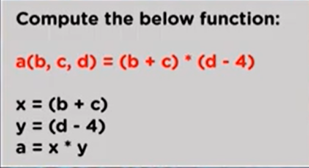 Compute the below function:
a(b, c, d) = (b + c) * (d - 4)
x = (b + c)
y = (d - 4)
a = x * y